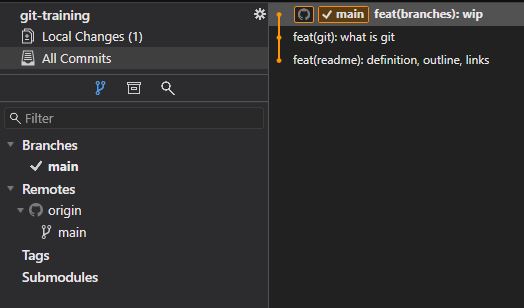 git-training
Local Changes (1)
All Commits
Filter
Branches
main
Remotes
origin
main
Tags
Submodules
main feat(branches): wip
feat(git): what is git
feat(readme): definition, outline, links